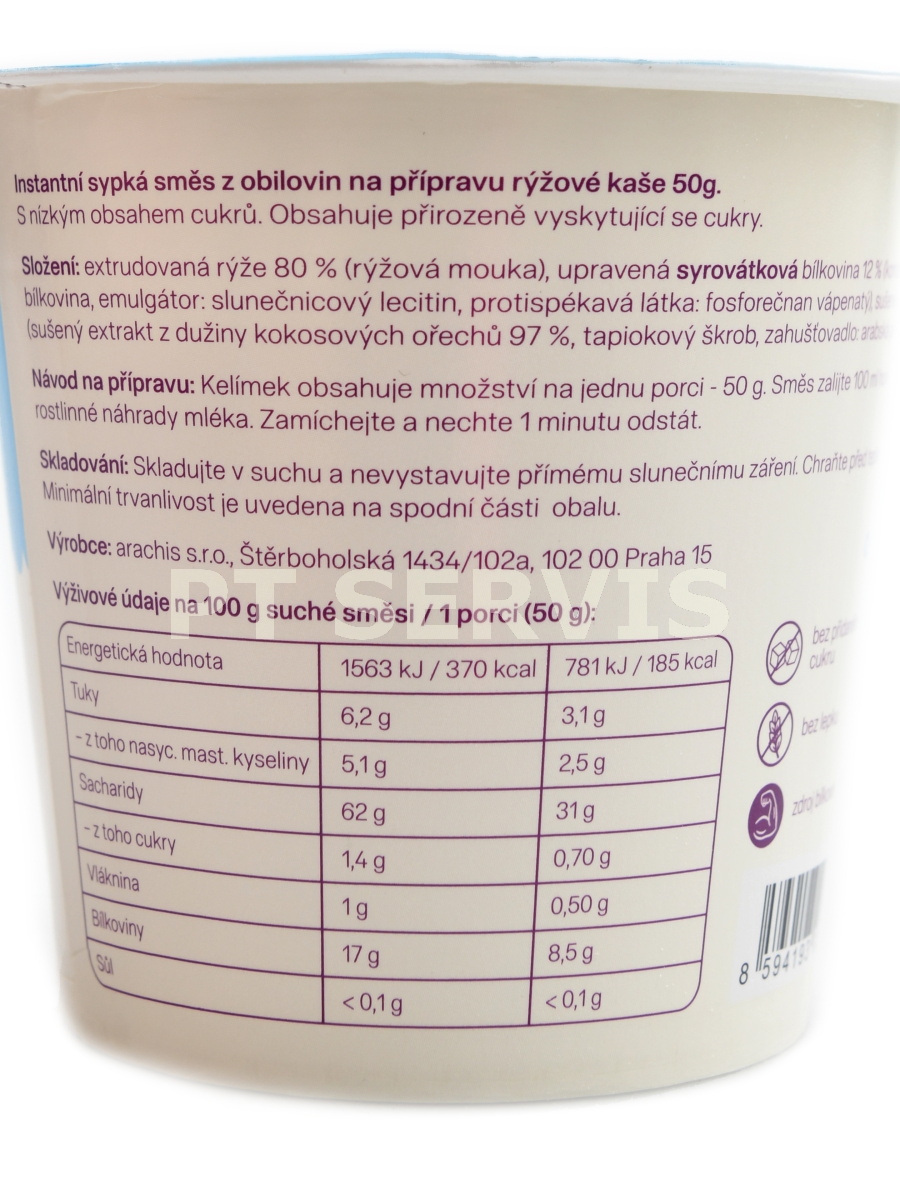 Instantní sypká směs z obilovin na přípravu rýžové kaše 50g.
S nízkým obsahem cukrů. Obsahuje přirozeně vyskytující se cukry.
Složení: extrudovaná rýže 80 % (rýžová mouka), upravená syrovátková bílkovina 12 %
bílkovina, emulgátor: slunečnicový lecitin, protispékavá látka: fosforečnan vápenatý),
(sušený extrakt z dužiny kokosových ořechů 97 %, tapiokový škrob, zahušťovadlo:
Návod na přípravu: Kelímek obsahuje množství na jednu porci - 50 g. Směs zalijte 100
rostlinné náhrady mléka. Zamíchejte a nechte 1 minutu odstát.
Skladování: Skladujte v suchu a nevystavujte přímému slunečnímu záření. Chraňte
Minimální trvanlivost je uvedena na spodní části obalu.
Výrobce: arachis s.r.o., Štěrboholská 1434/102a, 102 00 Praha 15
PT SERVIS
Výživové údaje na 100 g suché směsi / 1 porci (50 g):
Energetická hodnota 1563 kJ / 370 kcal 781 kJ / 185 kcal
Tuky 6,2 g 3,1 g
- z toho nasyc. mast. kyseliny 5,1 g 2,5 g
Sacharidy 62 g 31 g
- z toho cukry 1,4 g 0,70 g
Vláknina 1 g 0,50 g
Bílkoviny 17 g 8,5 g
Sůl < 0,1 g < 0,1 g
bez
cukru
bez
zdroj
8 59419